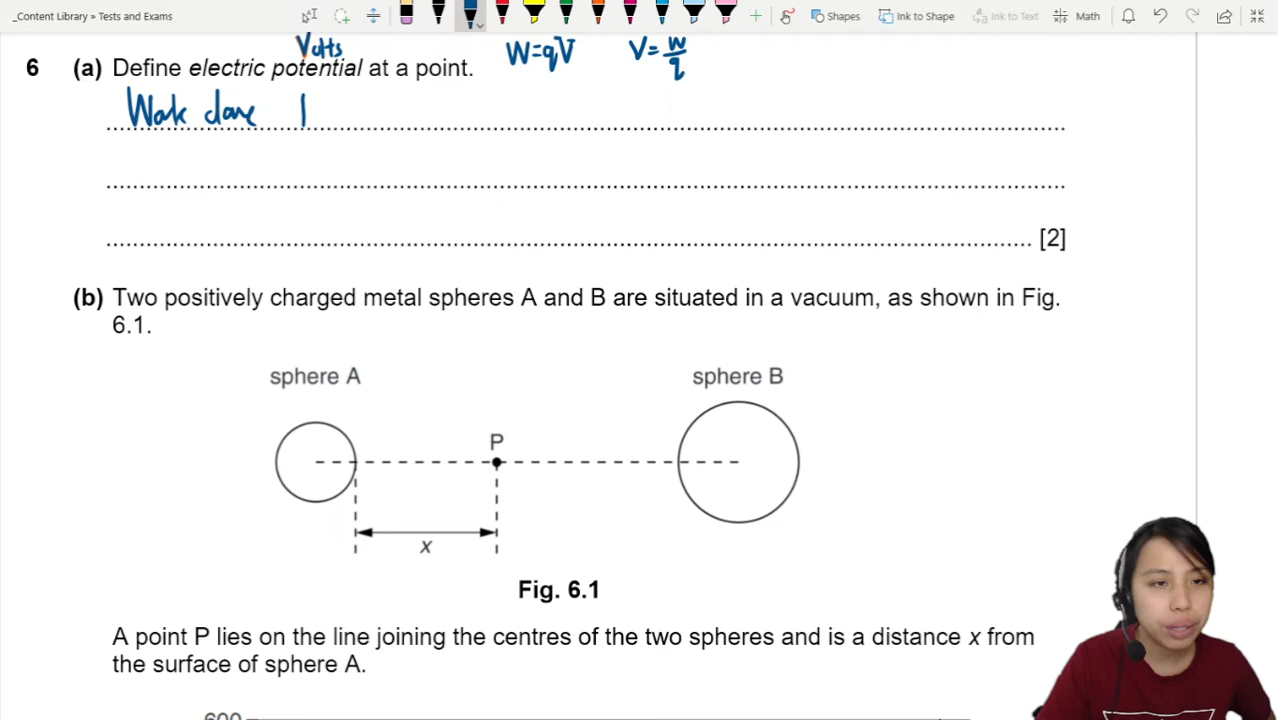 _Content Library » Tests and Exams
Shapes
Ink to Shape
Ink to Text
Math
Volts
W=qV V=W/q
6 (a) Define electric potential at a point.
Work done
[2]
(b) Two positively charged metal spheres A and B are situated in a vacuum, as shown in Fig.
6.1.
sphere A sphere B
P
x
Fig. 6.1
A point P lies on the line joining the centres of the two spheres and is a distance x from
the surface of sphere A.
600